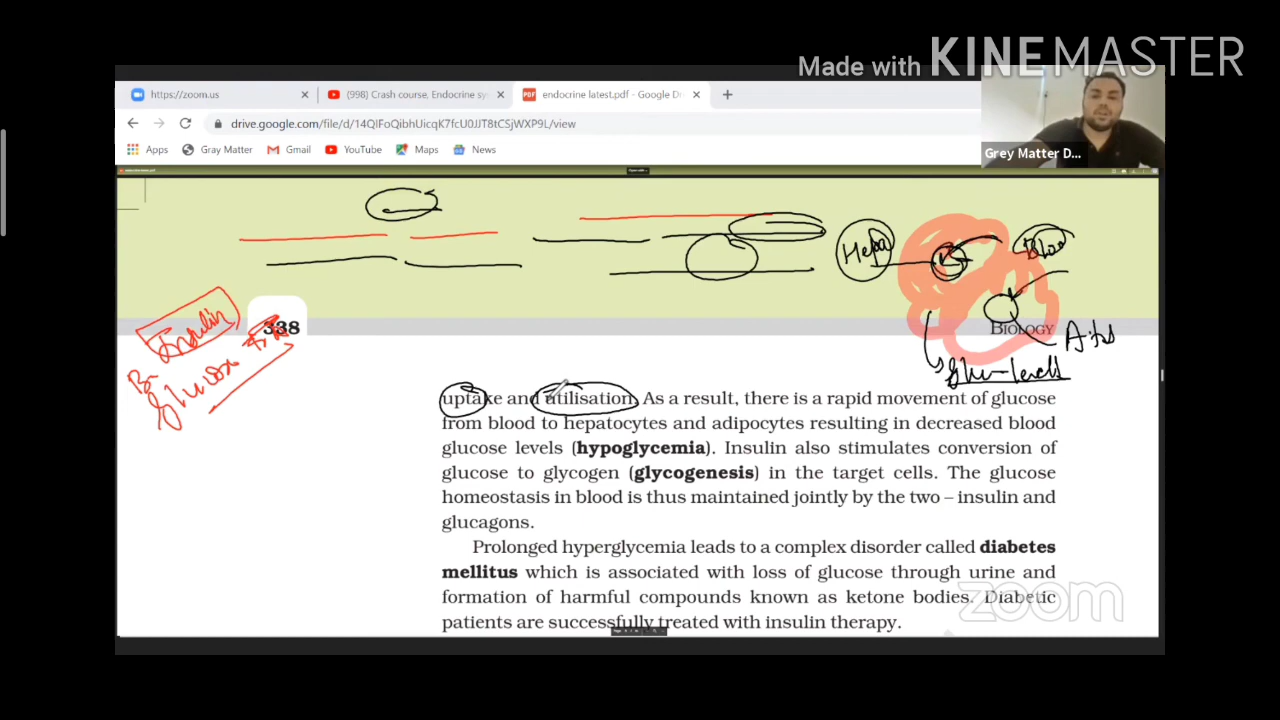 Made with KINEMASTER
https://zoom.us
(998) Crash course. Endocrine sy
endocrine latest.pdf - Google D
drive.google.com/file/d/14QIFoQibhUicqK7fcU0JJT8tCSjWXP9L/view
Apps
Gray Matter
Gmail
YouTube
Maps
News
Grey Matter D...
Hepa
Insulin
Glucose
338
BIOLOGY
uptake and utilisation. As a result, there is a rapid movement of glucose
from blood to hepatocytes and adipocytes resulting in decreased blood
glucose levels (hypoglycemia). Insulin also stimulates conversion of
glucose to glycogen (glycogenesis) in the target cells. The glucose
homeostasis in blood is thus maintained jointly by the two – insulin and
glucagons.
Prolonged hyperglycemia leads to a complex disorder called diabetes
mellitus which is associated with loss of glucose through urine and
formation of harmful compounds known as ketone bodies. Diabetic
patients are successfully treated with insulin therapy.
zoom